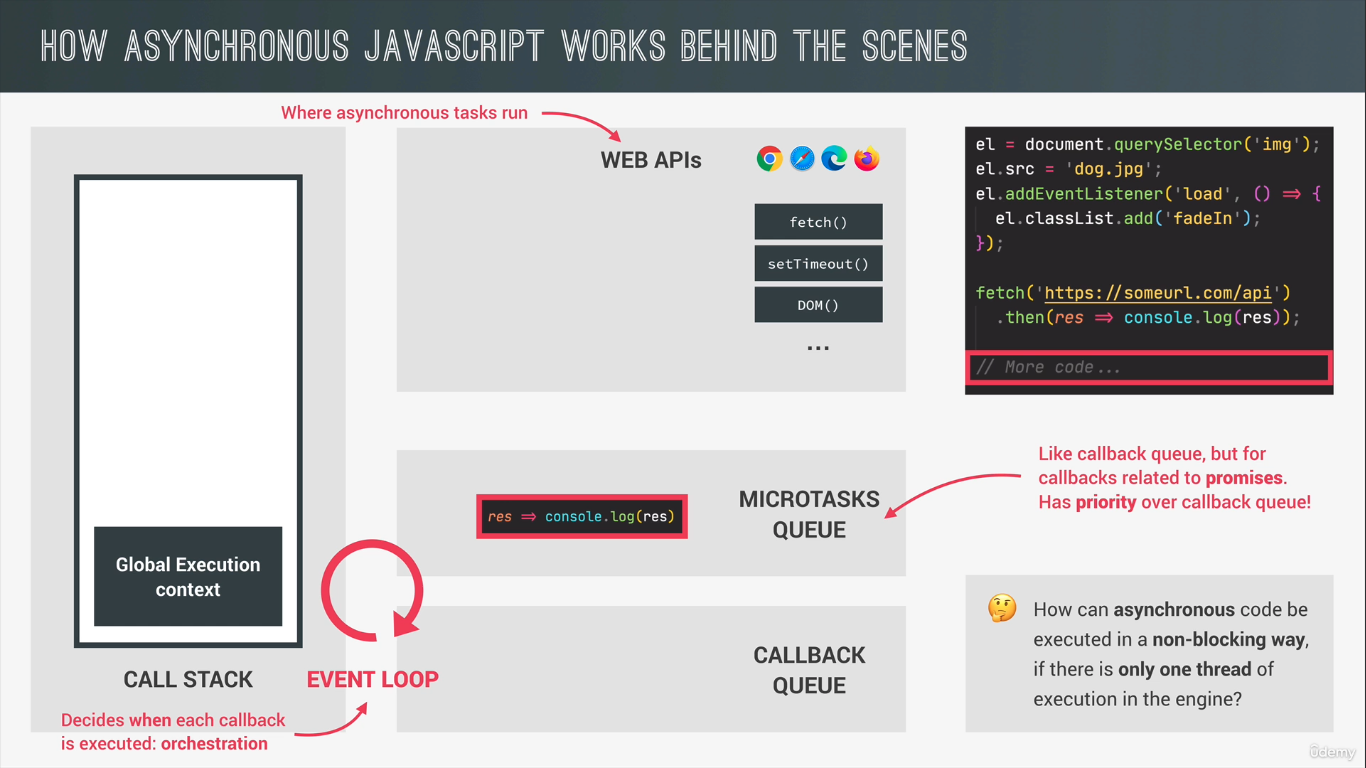 HOW ASYNCHRONOUS JAVASCRIPT WORKS BEHIND THE SCENES
Where asynchronous tasks run
WEB APIs
fetch()
setTimeout()
DOM()
...
el = document.querySelector('img');
el.src = 'dog.jpg';
el.addEventListener('load', () => {
el.classList.add('fadeIn');
});
fetch('https://someurl.com/api')
.then(res => console.log(res));
// More code...
Like callback queue, but for
callbacks related to promises.
Has priority over callback queue!
MICROTASKS
QUEUE
res => console.log(res)
Global Execution
context
CALL STACK
EVENT LOOP
Decides when each callback
is executed: orchestration
CALLBACK
QUEUE
How can asynchronous code be
executed in a non-blocking way,
if there is only one thread of
execution in the engine?
ûdemy